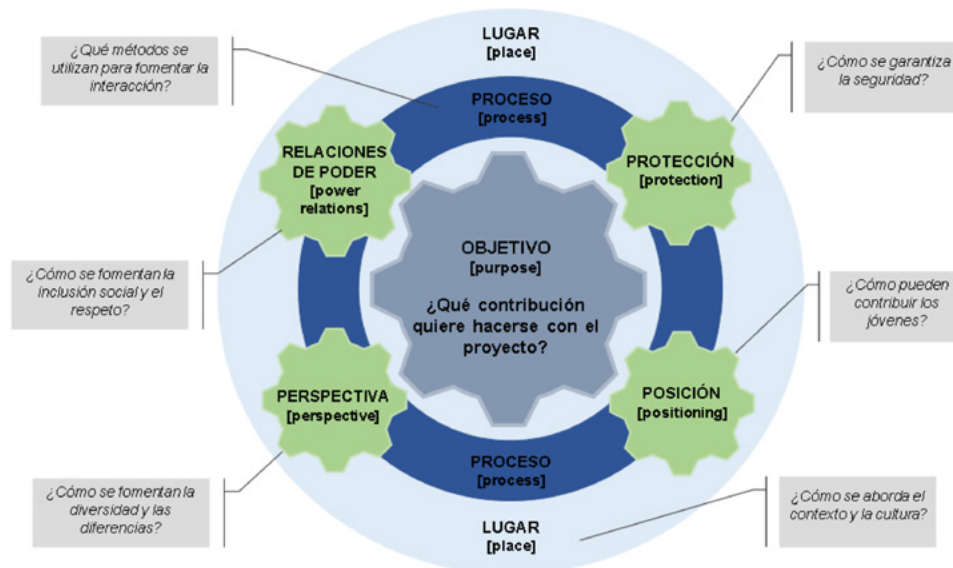 LUGAR
[place]
¿Qué métodos se
utilizan para fomentar la
interacción?
¿Cómo se garantiza
la seguridad?
PROCESO
[process]
RELACIONES
DE PODER
[power
relations]
PROTECCIÓN
[protection]
OBJETIVO
[purpose]
¿Qué contribución
quiere hacerse con el
proyecto?
¿Cómo se fomentan la
inclusión social y el
respeto?
¿Cómo pueden
contribuir los
jóvenes?
PERSPECTIVA
[perspective]
POSICIÓN
[positioning]
PROCESO
[process]
¿Cómo se fomentan la
diversidad y las
diferencias?
¿Cómo se aborda el
contexto y la cultura?
LUGAR
[place]